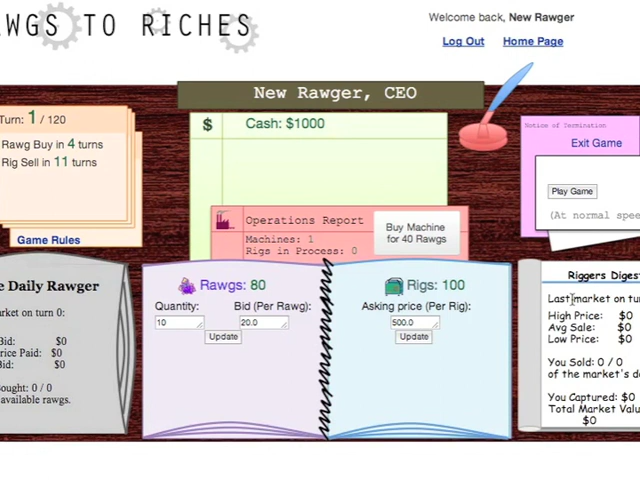 WGS TO RICHES
Welcome back, New Rawger
Log Out Home Page
New Rawger, CEO
Turn: 1 / 120
Rawg Buy in 4 turns
Rig Sell in 11 turns
Game Rules
$ Cash: $1000
Operations Report
Machines: 1
Rigs in Process: 0
Buy Machine
for 40 Rawgs
Notice of Termination
Exit Game
Play Game
(At normal spee
e Daily Rawger
arket on turn 0:
Bid: $0
rice Paid: $0
Bid: $0
ought: 0 / 0
available rawgs.
Rawgs: 80
Quantity: Bid (Per Rawg):
10 20.0
Update
Rigs: 100
Asking price (Per Rig):
500.0
Update
Riggers Digest
Last market on tu
High Price: $0
Avg Sale: $0
Low Price: $0
You Sold: 0 / 0
of the market's d
You Captured: $0
Total Market Valu
$0